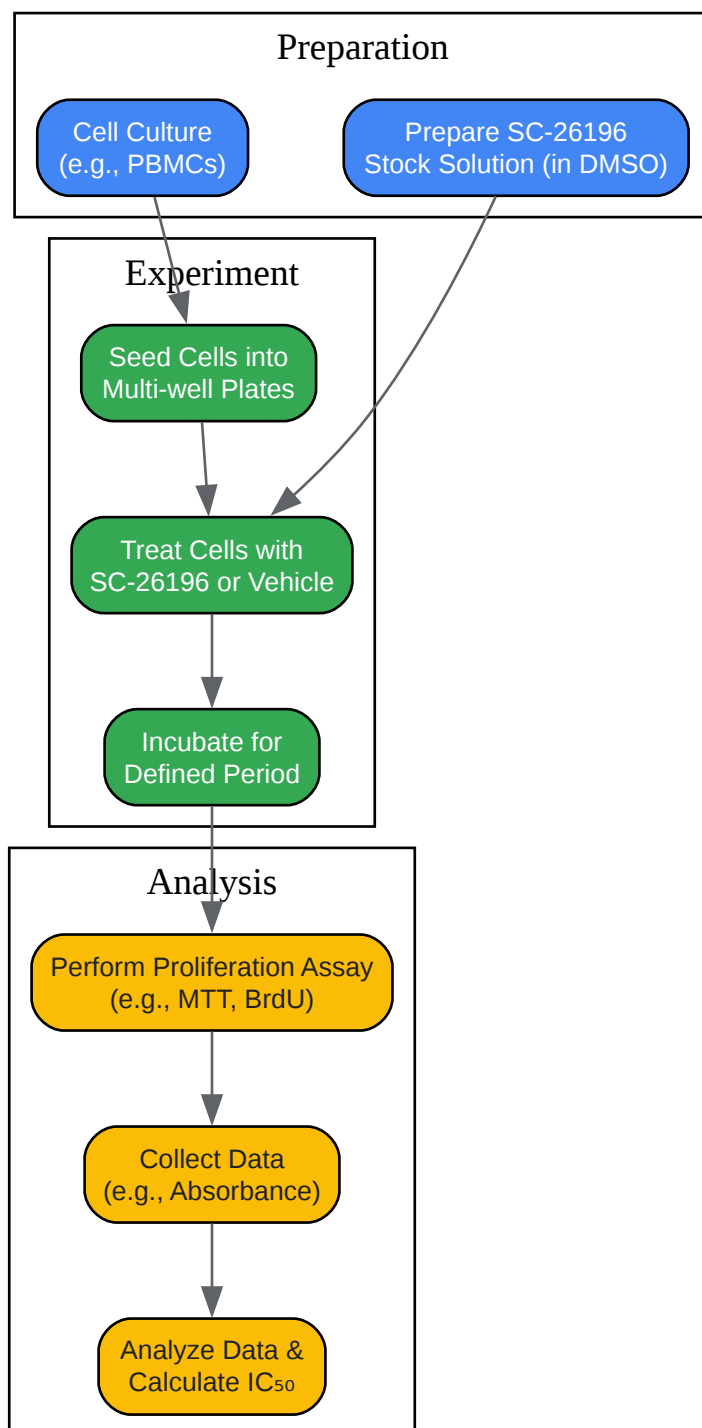 Preparation
Cell Culture
(e.g., PBMCs)
Prepare SC-26196
Stock Solution (in DMSO)
Experiment
Seed Cells into
Multi-well Plates
Treat Cells with
SC-26196 or Vehicle
Incubate for
Defined Period
Analysis
Perform Proliferation Assay
(e.g., MTT, BrdU)
Collect Data
(e.g., Absorbance)
Analyze Data &
Calculate IC₅₀